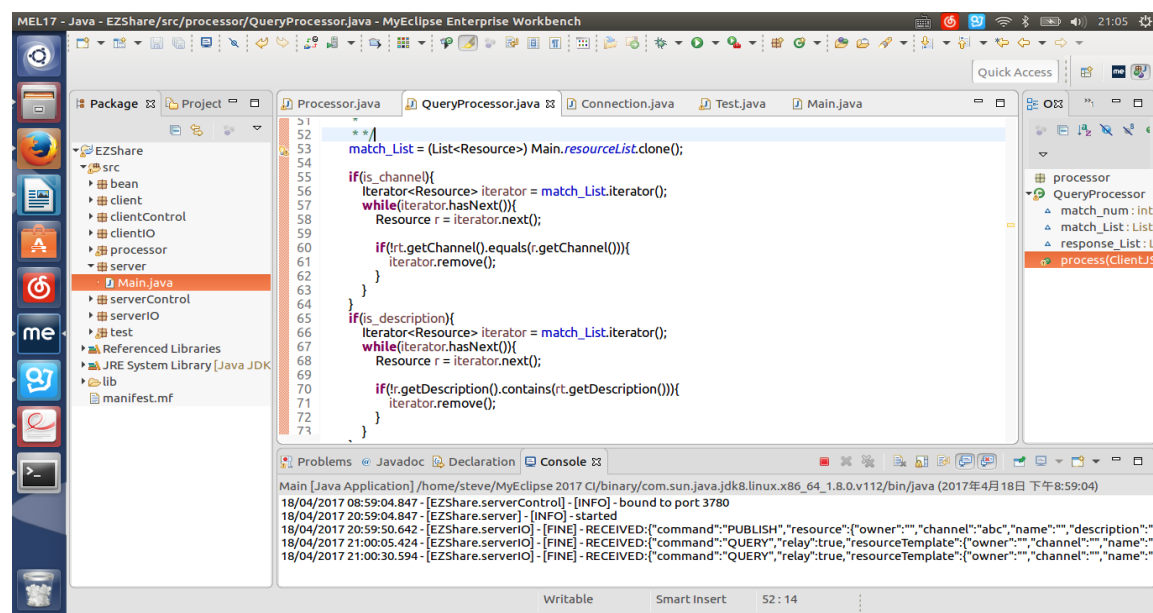 MEL17 - Java - EZShare/src/processor/QueryProcessor.java - MyEclipse Enterprise Workbench
21:05
Quick Access
me
Package
Project
Processor.java
QueryProcessor.java
Connection.java
Test.java
Main.java
EZShare
src
bean
client
clientControl
clientIO
processor
server
Main.java
serverControl
serverIO
test
Referenced Libraries
JRE System Library [Java JDK
lib
manifest.mf
51 *
52 * */
53 match_List = (List<Resource>) Main.resourceList.clone();
54
55 if(is_channel){
56 Iterator<Resource> iterator = match_List.iterator();
57 while(iterator.hasNext()){
58 Resource r = iterator.next();
59
60 if(!rt.getChannel().equals(r.getChannel())){
61 iterator.remove();
62 }
63 }
64 }
65 if(is_description){
66 Iterator<Resource> iterator = match_List.iterator();
67 while(iterator.hasNext()){
68 Resource r = iterator.next();
69
70 if(!r.getDescription().contains(rt.getDescription())){
71 iterator.remove();
72 }
73 }
processor
QueryProcessor
match_num : int
match_List : List
response_List : L
process(ClientJS
me
Problems
@ Javadoc
Declaration
Console
Main [Java Application] /home/steve/MyEclipse 2017 CI/binary/com.sun.java.jdk8.linux.x86_64_1.8.0.v112/bin/java (2017年4月18日 下午8:59:04)
18/04/2017 08:59:04.847 - [EZShare.serverControl] - [INFO] - bound to port 3780
18/04/2017 20:59:04.847 - [EZShare.server] - [INFO] - started
18/04/2017 20:59:50.642 - [EZShare.serverIO] - [FINE] - RECEIVED:{"command":"PUBLISH","resource":{"owner":"","channel":"abc","name":"","description":"
18/04/2017 21:00:05.424 - [EZShare.serverIO] - [FINE] - RECEIVED:{"command":"QUERY","relay":true,"resourceTemplate":{"owner":"","channel":"","name":"
18/04/2017 21:00:30.594 - [EZShare.serverIO] - [FINE] - RECEIVED:{"command":"QUERY","relay":true,"resourceTemplate":{"owner":"","channel":"","name":"
Writable
Smart Insert
52 : 14